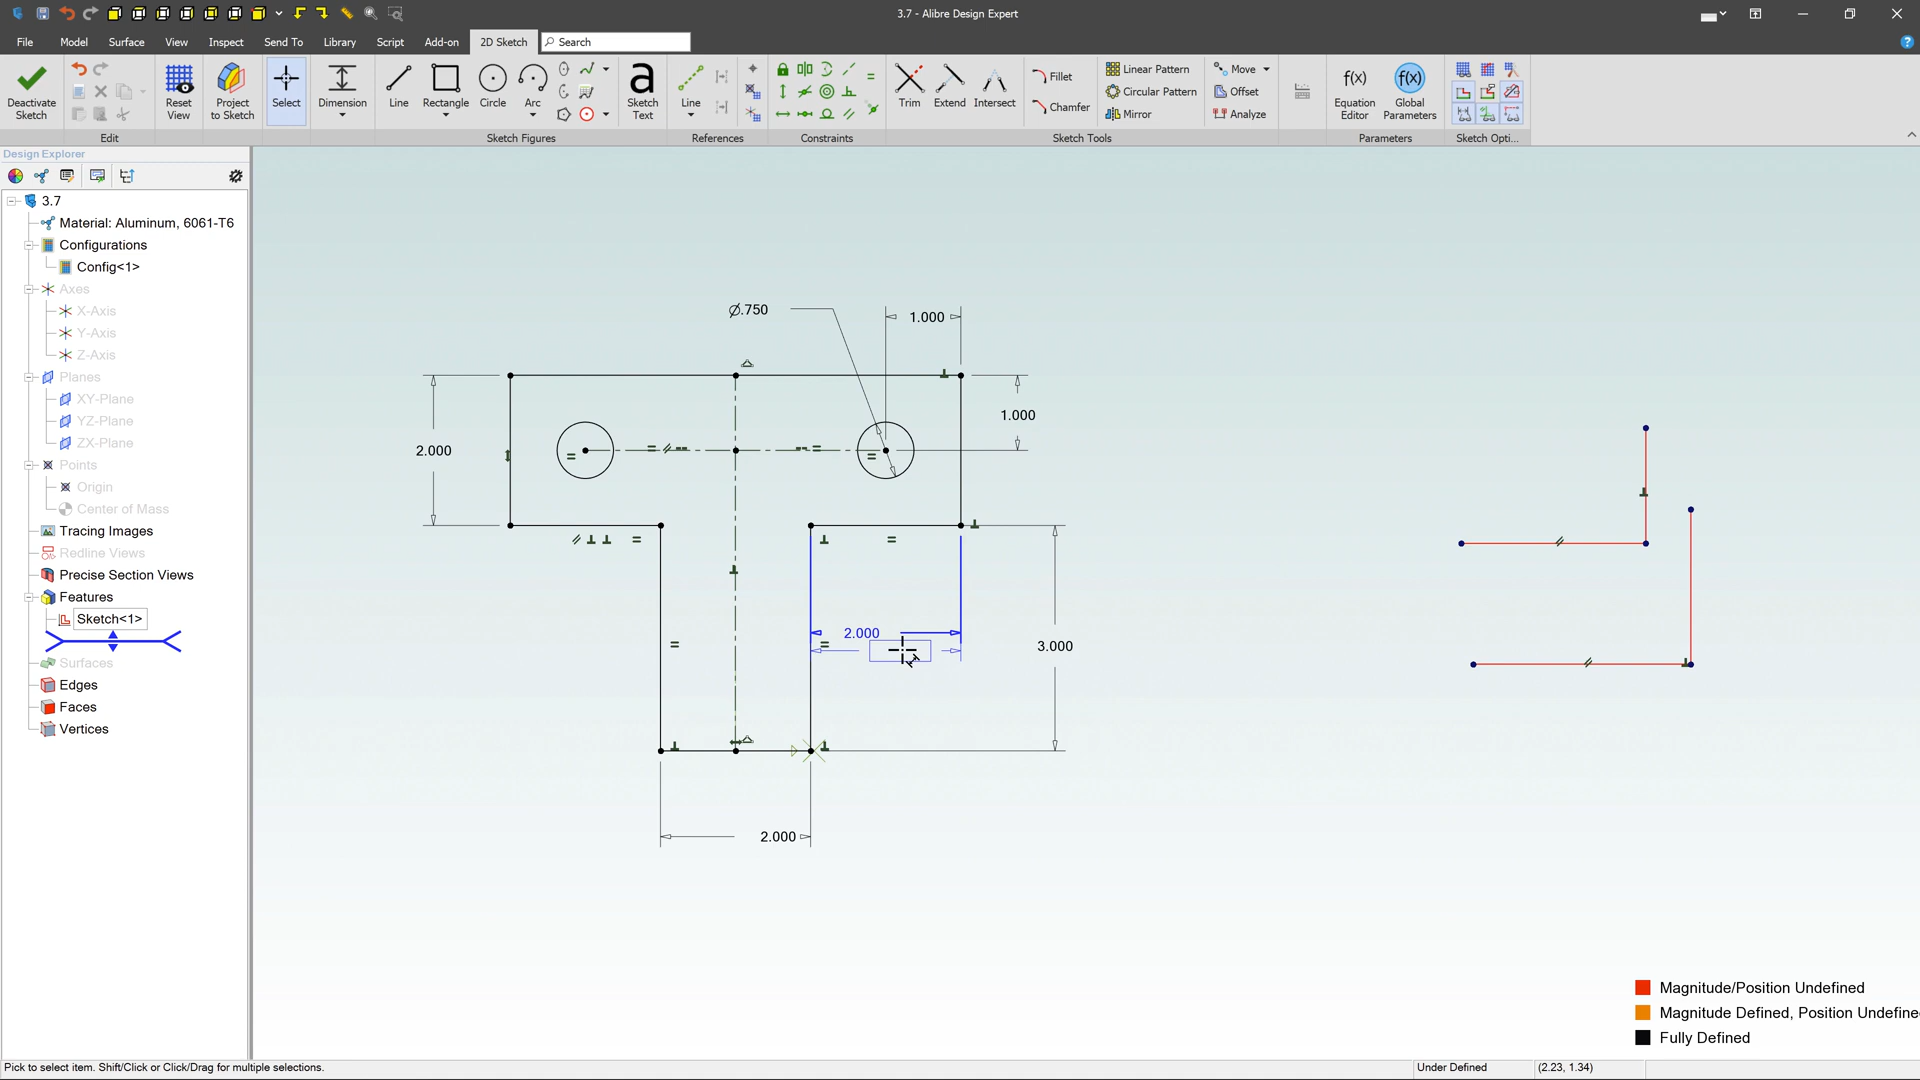 3.7 - Alibre Design Expert
File Model Surface View Inspect Send To Library Script Add-on 2D Sketch Search
Deactivate Sketch
Reset View
Project to Sketch
Select
Dimension
Line
Rectangle
Circle
Arc
a
Sketch Text
Line
Trim
Extend
Intersect
Fillet
Chamfer
Linear Pattern
Circular Pattern
Mirror
Move
Offset
Analyze
f(x)
Equation Editor
f(x)
Global Parameters
Edit Sketch Figures References Constraints Sketch Tools Parameters Sketch Opti...
Design Explorer
3.7
Material: Aluminum, 6061-T6
Configurations
Config<1>
Axes
X-Axis
Y-Axis
Z-Axis
Planes
XY-Plane
YZ-Plane
ZX-Plane
Points
Origin
Center of Mass
Tracing Images
Redline Views
Precise Section Views
Features
Sketch<1>
Surfaces
Edges
Faces
Vertices
Ø.750
1.000
1.000
2.000
2.000
3.000
2.000
Magnitude/Position Undefined
Magnitude Defined, Position Undefine
Fully Defined
Pick to select item. Shift/Click or Click/Drag for multiple selections.
Under Defined
(2.23, 1.34)